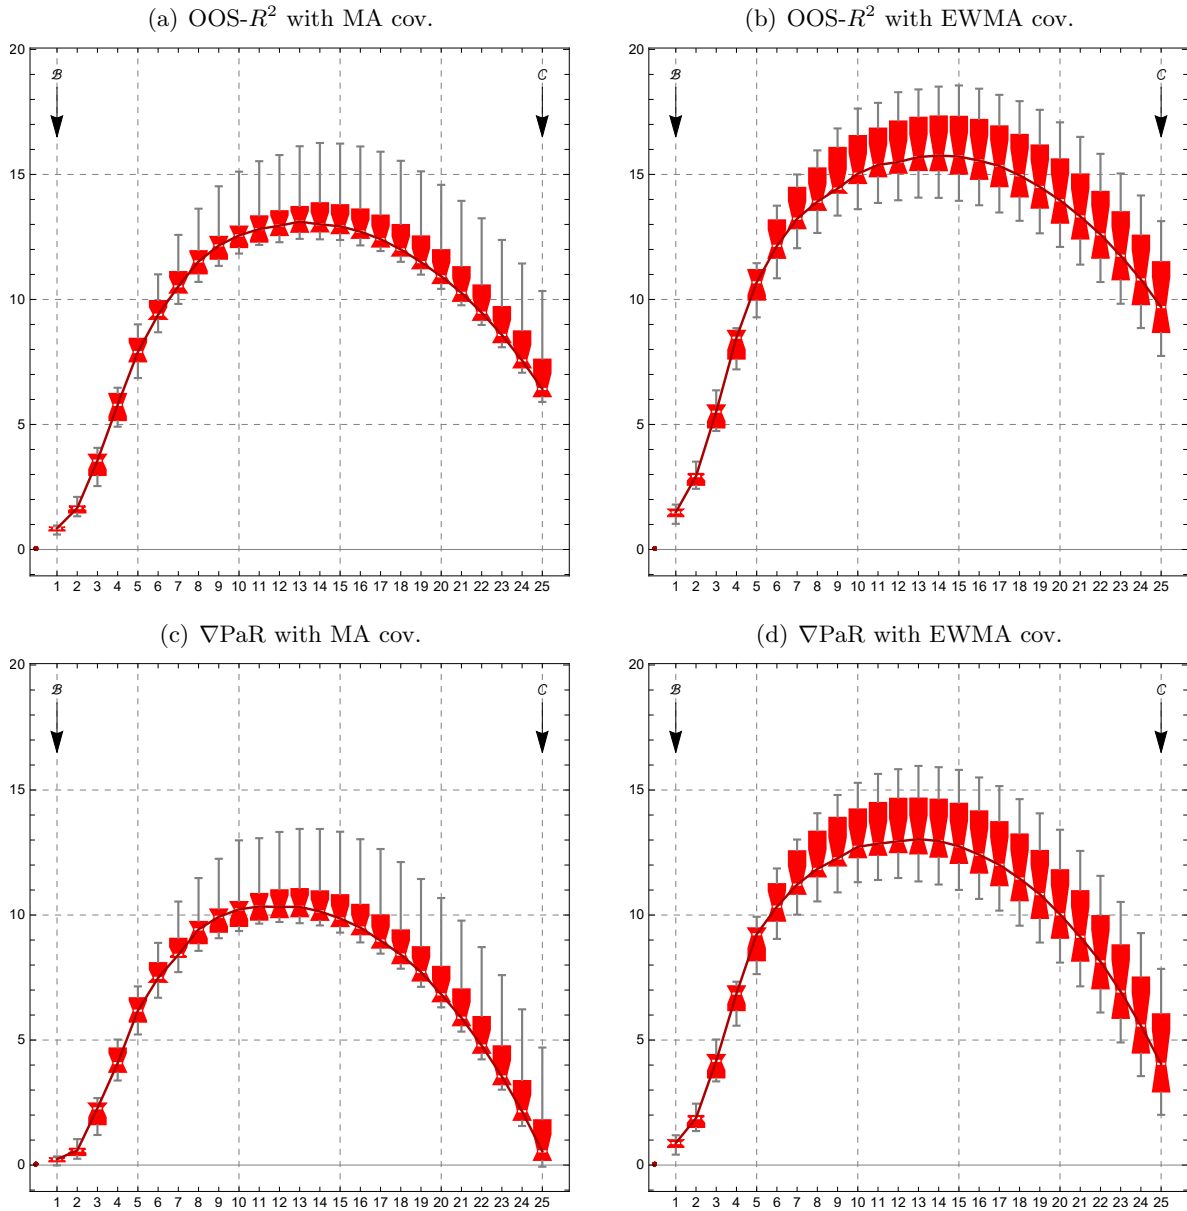 (a) OOS-R² with MA cov.
(b) OOS-R² with EWMA cov.
20
15
10
5
0
ℬ
ℂ
1 2 3 4 5 6 7 8 9 10 11 12 13 14 15 16 17 18 19 20 21 22 23 24 25
20
15
10
5
0
ℬ
ℂ
1 2 3 4 5 6 7 8 9 10 11 12 13 14 15 16 17 18 19 20 21 22 23 24 25
(c) ∇PaR with MA cov.
(d) ∇PaR with EWMA cov.
20
15
10
5
0
ℬ
ℂ
1 2 3 4 5 6 7 8 9 10 11 12 13 14 15 16 17 18 19 20 21 22 23 24 25
20
15
10
5
0
ℬ
ℂ
1 2 3 4 5 6 7 8 9 10 11 12 13 14 15 16 17 18 19 20 21 22 23 24 25